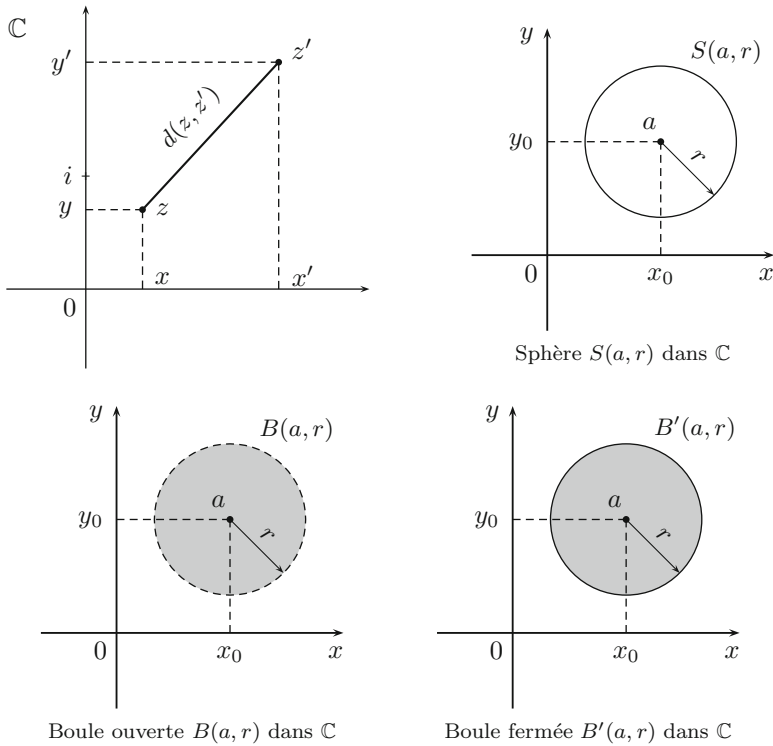 ℂ
y′
z′
d(z, z′)
i
y
z
x
x′
0
y
S(a, r)
a
y₀
r
0
x₀
x
Sphère S(a, r) dans ℂ
y
B(a, r)
a
y₀
r
0
x₀
x
Boule ouverte B(a, r) dans ℂ
y
B′(a, r)
a
y₀
r
0
x₀
x
Boule fermée B′(a, r) dans ℂ